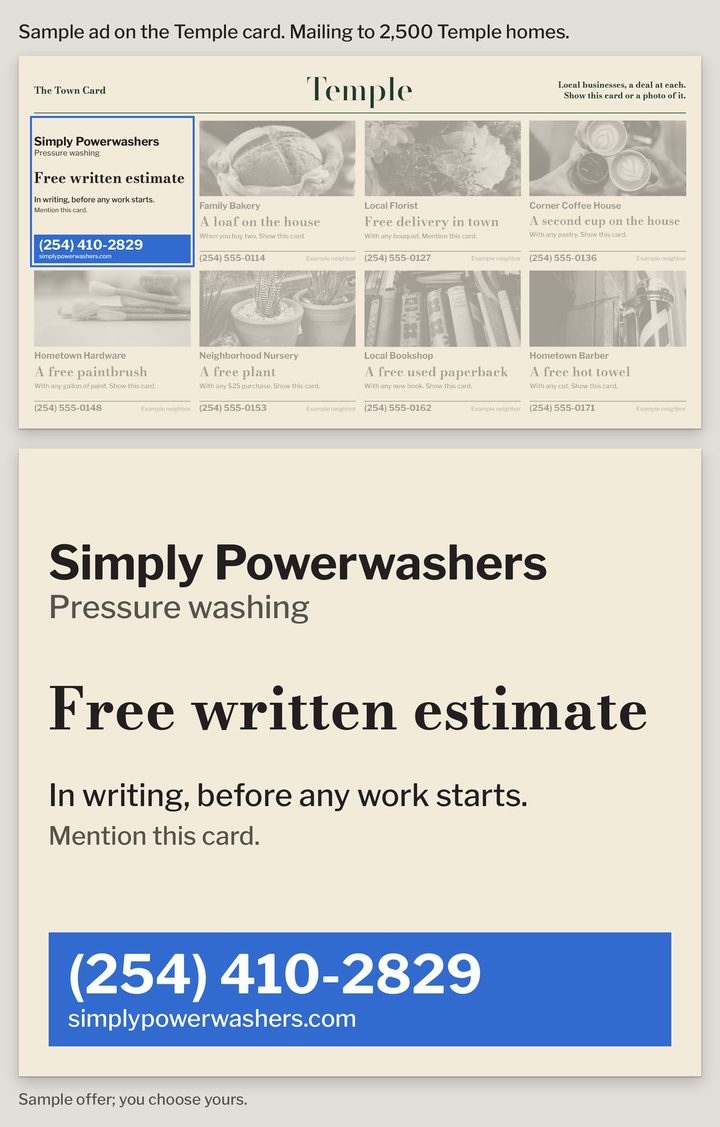 Sample ad on the Temple card. Mailing to 2,500 Temple homes.
The Town Card
Temple
Local businesses, a deal at each.
Show this card or a photo of it.
Simply Powerwashers
Pressure washing
Free written estimate
In writing, before any work starts.
Mention this card.
(254) 410-2829
simplypowerwashers.com
Family Bakery
A loaf on the house
When you buy two. Show this card.
(254) 555-0114
Example neighbor
Local Florist
Free delivery in town
With any bouquet. Mention this card.
(254) 555-0127
Example neighbor
Corner Coffee House
A second cup on the house
With any pastry. Show this card.
(254) 555-0136
Example neighbor
Hometown Hardware
A free paintbrush
With any gallon of paint. Show this card.
(254) 555-0148
Example neighbor
Neighborhood Nursery
A free plant
With any $25 purchase. Show this card.
(254) 555-0153
Example neighbor
Local Bookshop
A free used paperback
With any new book. Show this card.
(254) 555-0162
Example neighbor
Hometown Barber
A free hot towel
With any cut. Show this card.
(254) 555-0171
Example neighbor
Simply Powerwashers
Pressure washing
Free written estimate
In writing, before any work starts.
Mention this card.
(254) 410-2829
simplypowerwashers.com
Sample offer; you choose yours.